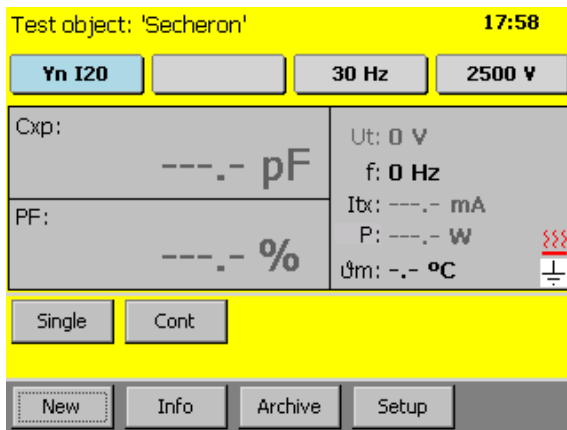 Test object: 'Secheron' 17:58
Yn I20 30 Hz 2500 V
Cxp:
---.- pF
PF:
---.- %
Ut: 0 V
f: 0 Hz
Itx: ---.- mA
P: ---.- W
ϑm: -.- ºC
Single Cont
New Info Archive Setup